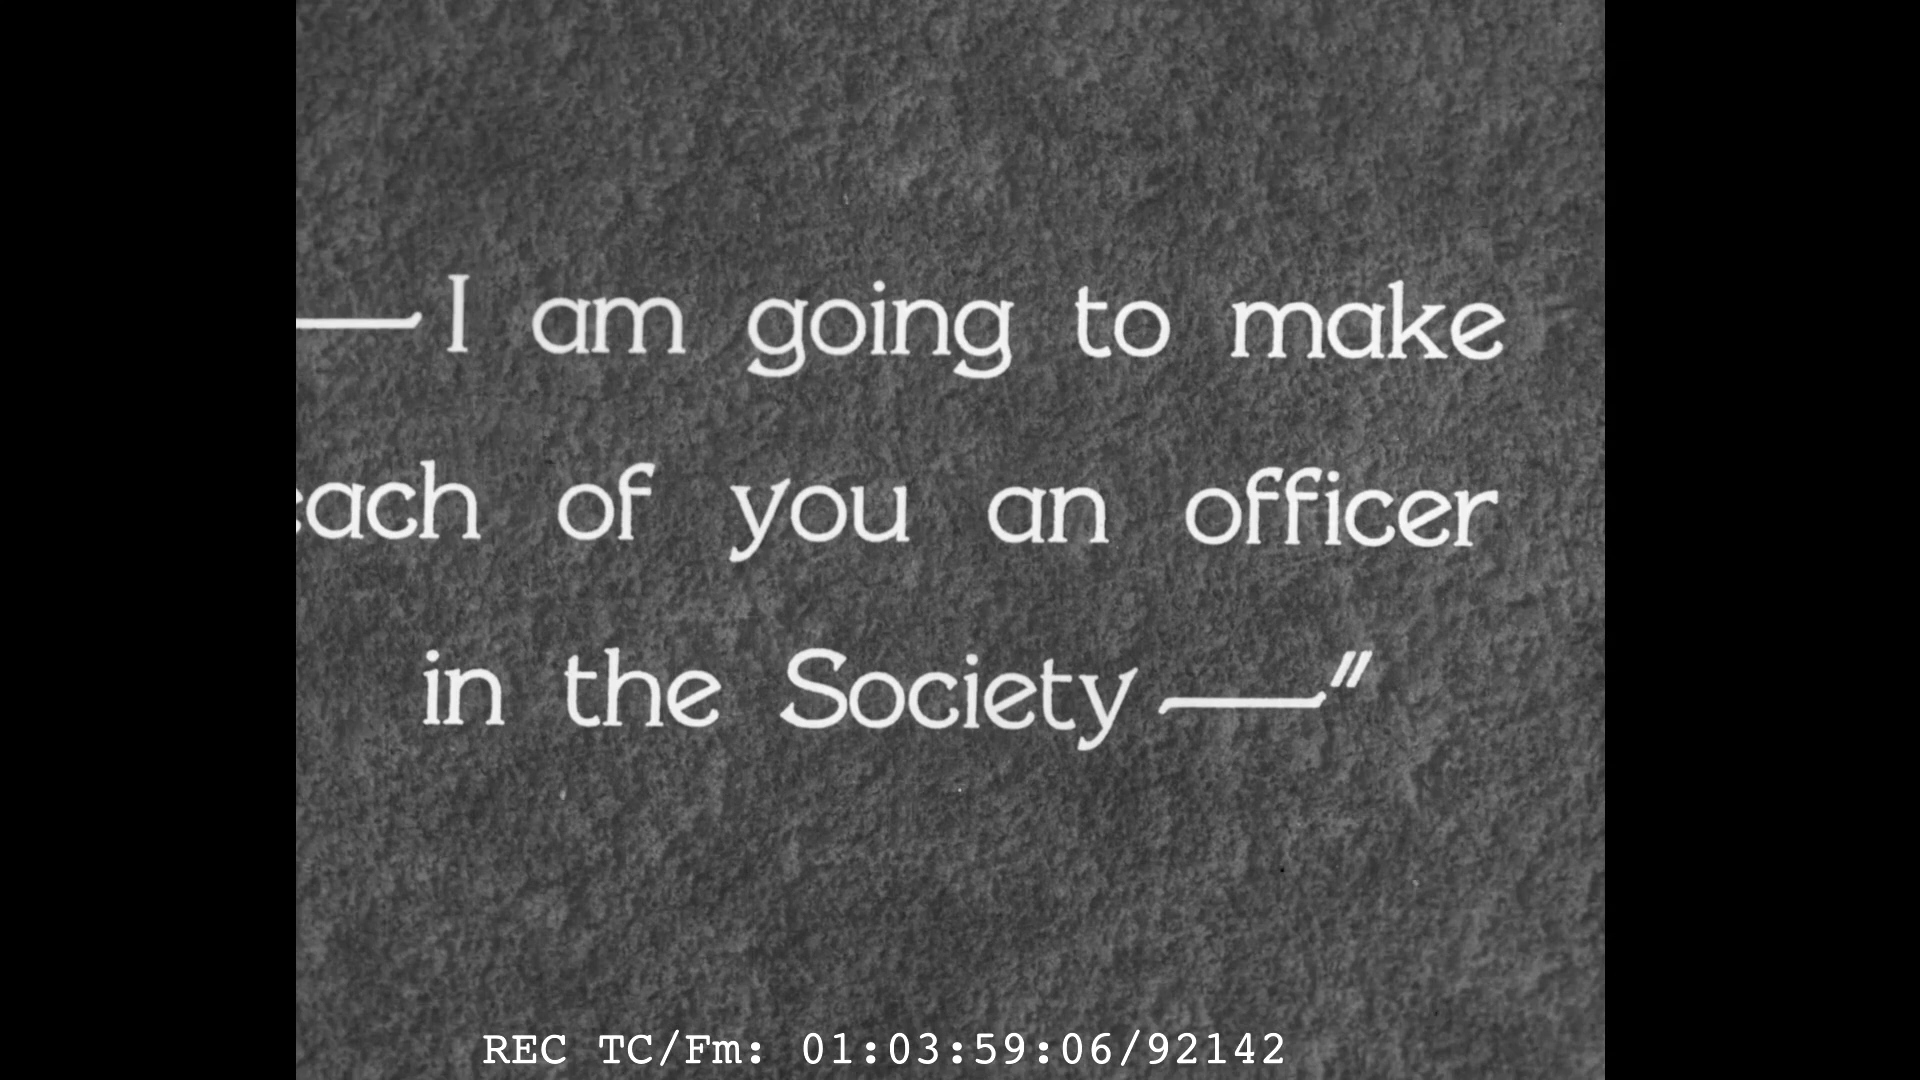 —I am going to make
each of you an officer
in the Society—"
REC TC/Fm: 01:03:59:06/92142